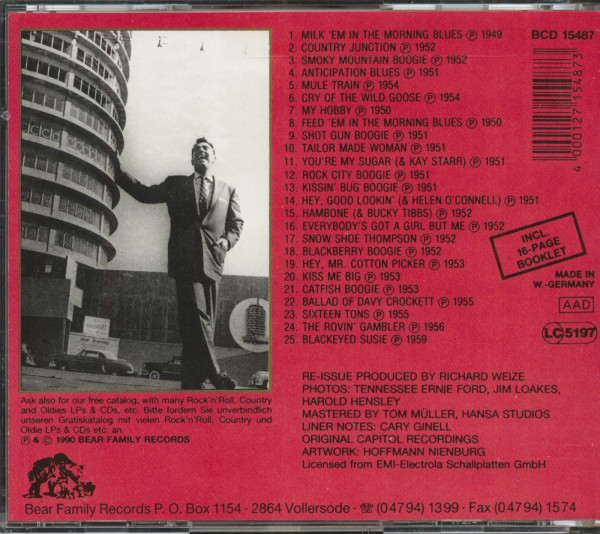 1. MILK 'EM IN THE MORNING BLUES Ⓟ 1949
2. COUNTRY JUNCTION Ⓟ 1952
3. SMOKY MOUNTAIN BOOGIE Ⓟ 1952
4. ANTICIPATION BLUES Ⓟ 1951
5. MULE TRAIN Ⓟ 1954
6. CRY OF THE WILD GOOSE Ⓟ 1954
7. MY HOBBY Ⓟ 1950
8. FEED 'EM IN THE MORNING BLUES Ⓟ 1950
9. SHOT GUN BOOGIE Ⓟ 1951
10. TAILOR MADE WOMAN Ⓟ 1951
11. YOU'RE MY SUGAR (& KAY STARR) Ⓟ 1951
12. ROCK CITY BOOGIE Ⓟ 1951
13. KISSIN' BUG BOOGIE Ⓟ 1951
14. HEY, GOOD LOOKIN' (& HELEN O'CONNELL) Ⓟ 1951
15. HAMBONE (& BUCKY TIBBS) Ⓟ 1952
16. EVERYBODY'S GOT A GIRL BUT ME Ⓟ 1952
17. SNOW SHOE THOMPSON Ⓟ 1952
18. BLACKBERRY BOOGIE Ⓟ 1952
19. HEY, MR. COTTON PICKER Ⓟ 1953
20. KISS ME BIG Ⓟ 1953
21. CATFISH BOOGIE Ⓟ 1953
22. BALLAD OF DAVY CROCKETT Ⓟ 1955
23. SIXTEEN TONS Ⓟ 1955
24. THE ROVIN' GAMBLER Ⓟ 1956
25. BLACKEYED SUSIE Ⓟ 1959
BCD 15487
4 000127 154873
INCL.
16-PAGE
BOOKLET
MADE IN
W.-GERMANY
AAD
LC 5197
Ask also for our free catalog, with many Rock'n'Roll, Country
and Oldies LPs & CDs, etc. Bitte fordern Sie unverbindlich
unseren Gratiskatalog mit vielen Rock'n'Roll, Country und
Oldie LPs & CDs etc. an.
Ⓟ & © 1990 BEAR FAMILY RECORDS
RE-ISSUE PRODUCED BY RICHARD WEIZE
PHOTOS: TENNESSEE ERNIE FORD, JIM LOAKES,
HAROLD HENSLEY
MASTERED BY TOM MÜLLER, HANSA STUDIOS
LINER NOTES: CARY GINELL
ORIGINAL CAPITOL RECORDINGS
ARTWORK: HOFFMANN NIENBURG
Licensed from EMI-Electrola Schallplatten GmbH
Bear Family Records P. O. Box 1154 - 2864 Vollersode - ☏ (0 47 94) 1399 - Fax (0 47 94) 1574